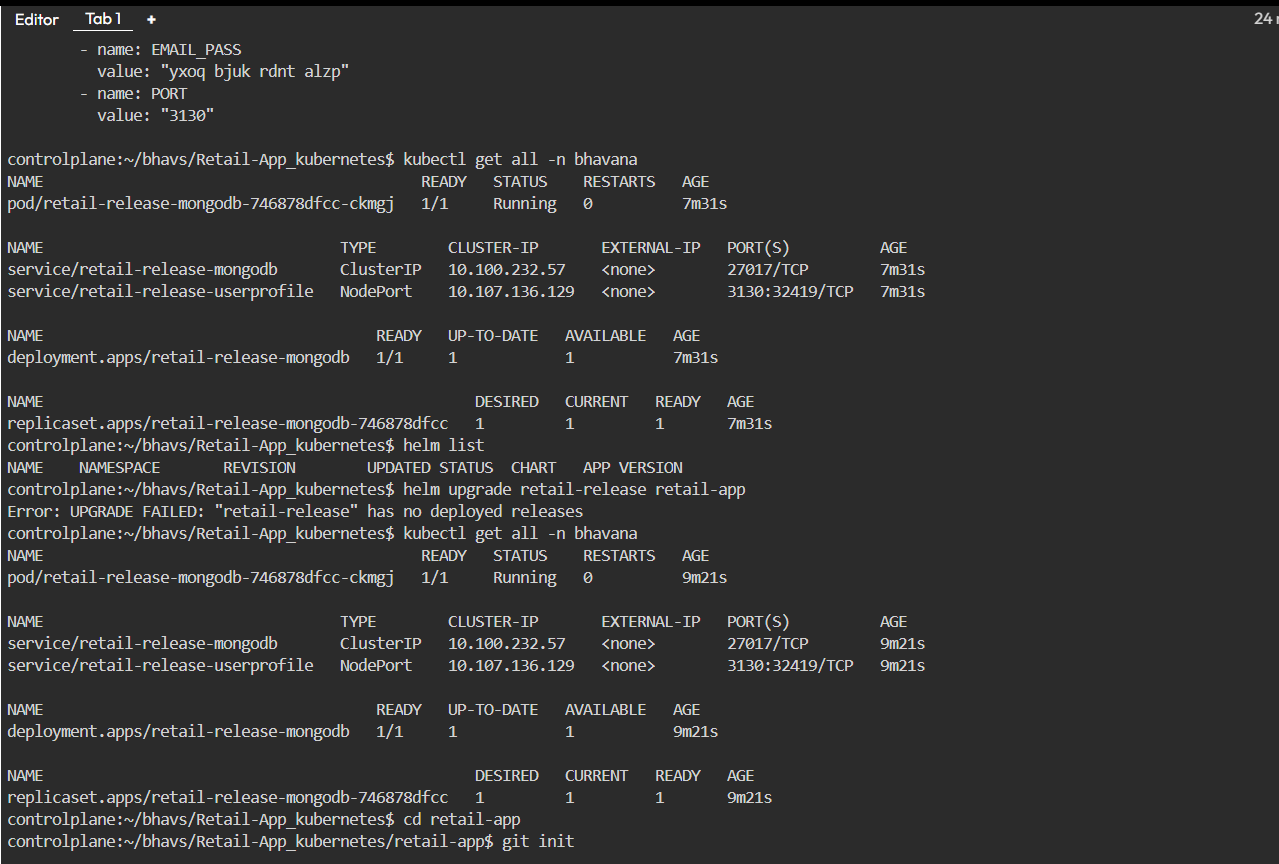 Editor Tab 1 + 24
- name: EMAIL_PASS
value: "yxoq bjuk rdnt alzp"
- name: PORT
value: "3130"
controlplane:~/bhavs/Retail-App_kubernetes$ kubectl get all -n bhavana
NAME READY STATUS RESTARTS AGE
pod/retail-release-mongodb-746878dfcc-ckmgj 1/1 Running 0 7m31s
NAME TYPE CLUSTER-IP EXTERNAL-IP PORT(S) AGE
service/retail-release-mongodb ClusterIP 10.100.232.57 <none> 27017/TCP 7m31s
service/retail-release-userprofile NodePort 10.107.136.129 <none> 3130:32419/TCP 7m31s
NAME READY UP-TO-DATE AVAILABLE AGE
deployment.apps/retail-release-mongodb 1/1 1 1 7m31s
NAME DESIRED CURRENT READY AGE
replicaset.apps/retail-release-mongodb-746878dfcc 1 1 1 7m31s
controlplane:~/bhavs/Retail-App_kubernetes$ helm list
NAME NAMESPACE REVISION UPDATED STATUS CHART APP VERSION
controlplane:~/bhavs/Retail-App_kubernetes$ helm upgrade retail-release retail-app
Error: UPGRADE FAILED: "retail-release" has no deployed releases
controlplane:~/bhavs/Retail-App_kubernetes$ kubectl get all -n bhavana
NAME READY STATUS RESTARTS AGE
pod/retail-release-mongodb-746878dfcc-ckmgj 1/1 Running 0 9m21s
NAME TYPE CLUSTER-IP EXTERNAL-IP PORT(S) AGE
service/retail-release-mongodb ClusterIP 10.100.232.57 <none> 27017/TCP 9m21s
service/retail-release-userprofile NodePort 10.107.136.129 <none> 3130:32419/TCP 9m21s
NAME READY UP-TO-DATE AVAILABLE AGE
deployment.apps/retail-release-mongodb 1/1 1 1 9m21s
NAME DESIRED CURRENT READY AGE
replicaset.apps/retail-release-mongodb-746878dfcc 1 1 1 9m21s
controlplane:~/bhavs/Retail-App_kubernetes$ cd retail-app
controlplane:~/bhavs/Retail-App_kubernetes/retail-app$ git init